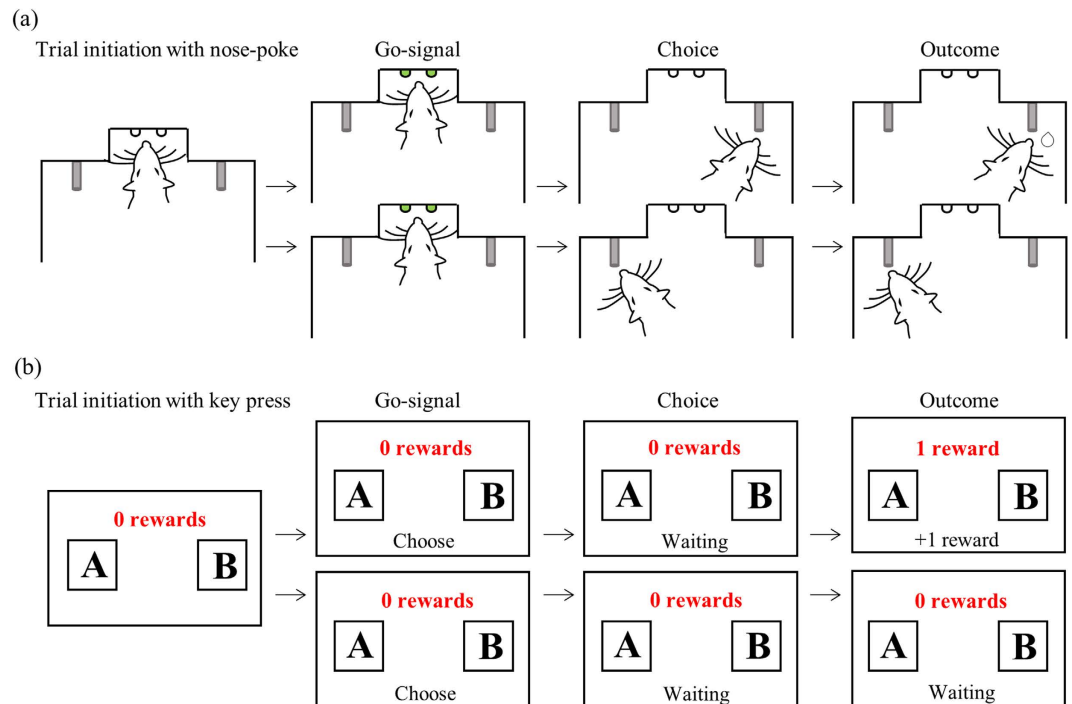 (a)
Trial initiation with nose-poke
Go-signal
Choice
Outcome
(b)
Trial initiation with key press
Go-signal
Choice
Outcome
0 rewards
A B
0 rewards
A B
Choose
0 rewards
A B
Waiting
1 reward
A B
+1 reward
0 rewards
A B
Choose
0 rewards
A B
Waiting
0 rewards
A B
Waiting